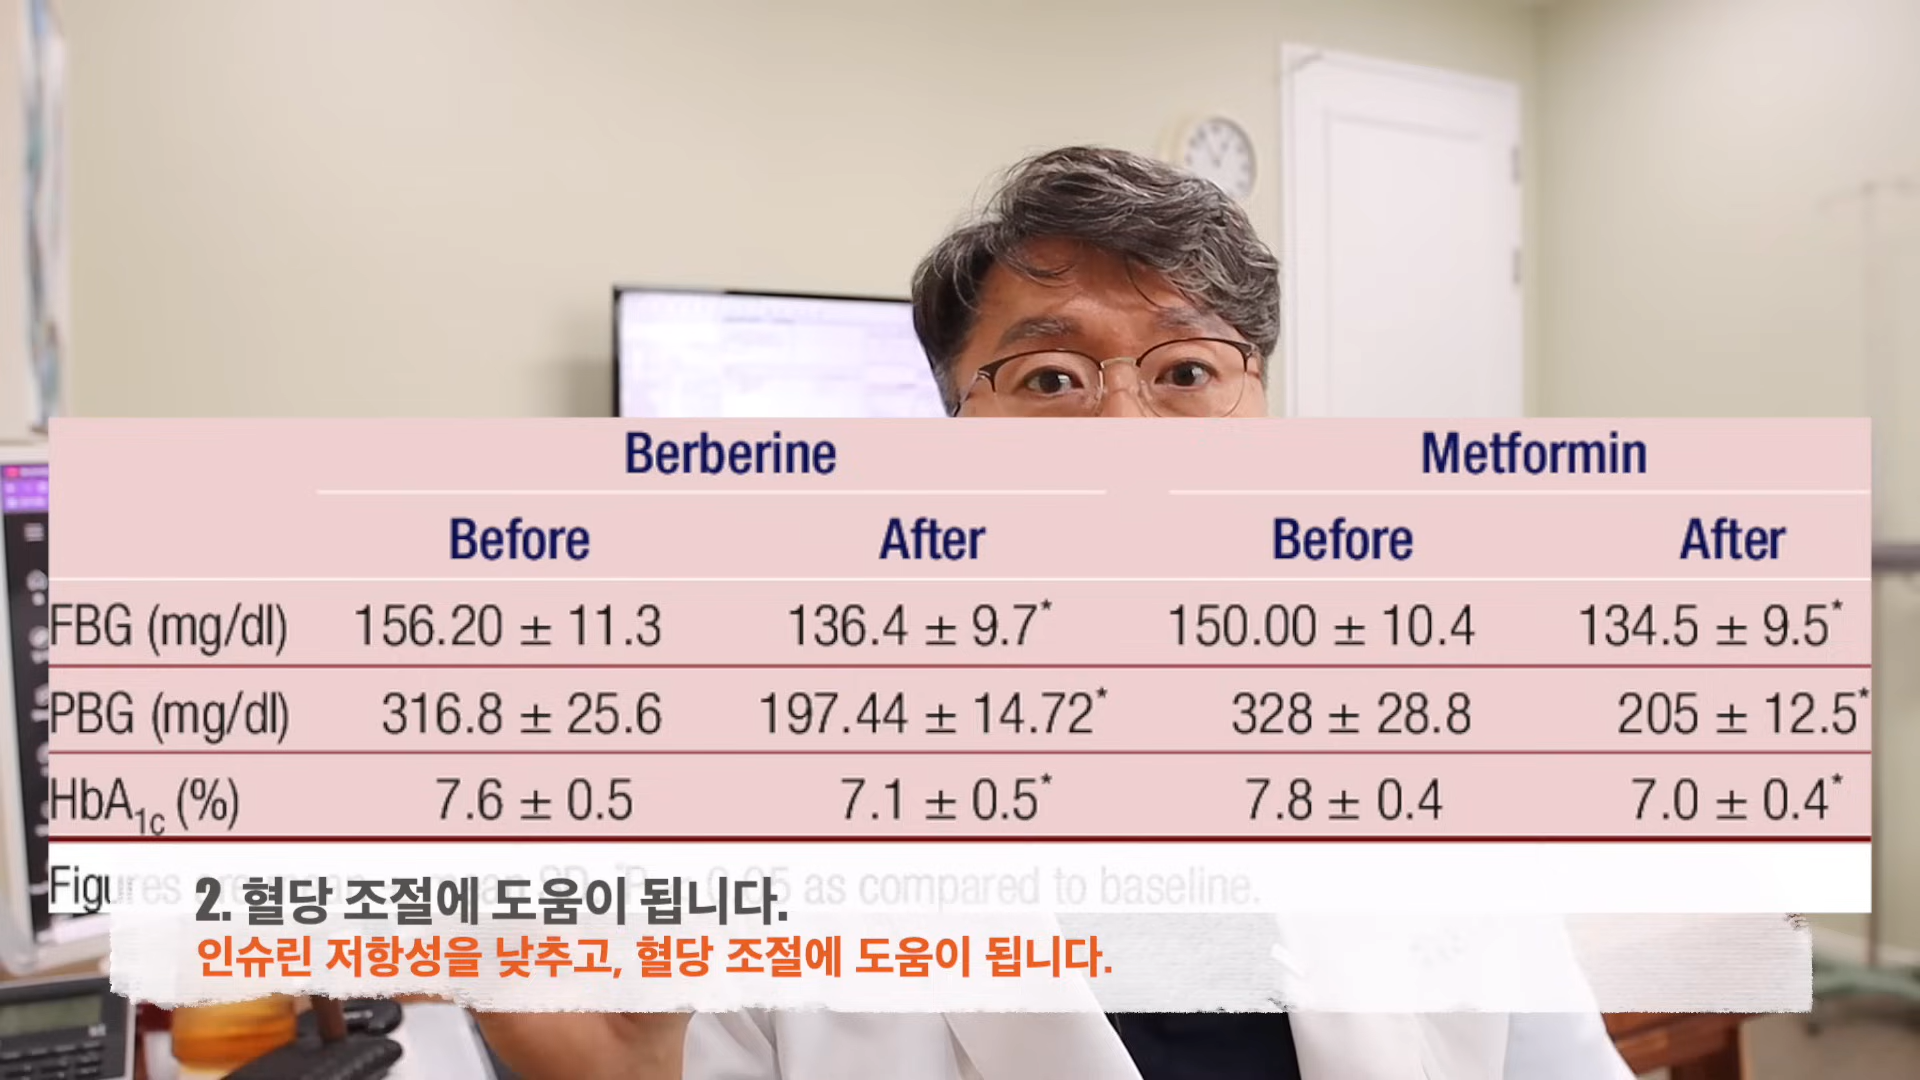 Berberine Metformin
Before After Before After
FBG (mg/dl) 156.20 ± 11.3 136.4 ± 9.7* 150.00 ± 10.4 134.5 ± 9.5*
PBG (mg/dl) 316.8 ± 25.6 197.44 ± 14.72* 328 ± 28.8 205 ± 12.5*
HbA1c (%) 7.6 ± 0.5 7.1 ± 0.5* 7.8 ± 0.4 7.0 ± 0.4*
Figures as compared to baseline.
2. 혈당 조절에 도움이 됩니다.
인슈린 저항성을 낮추고, 혈당 조절에 도움이 됩니다.